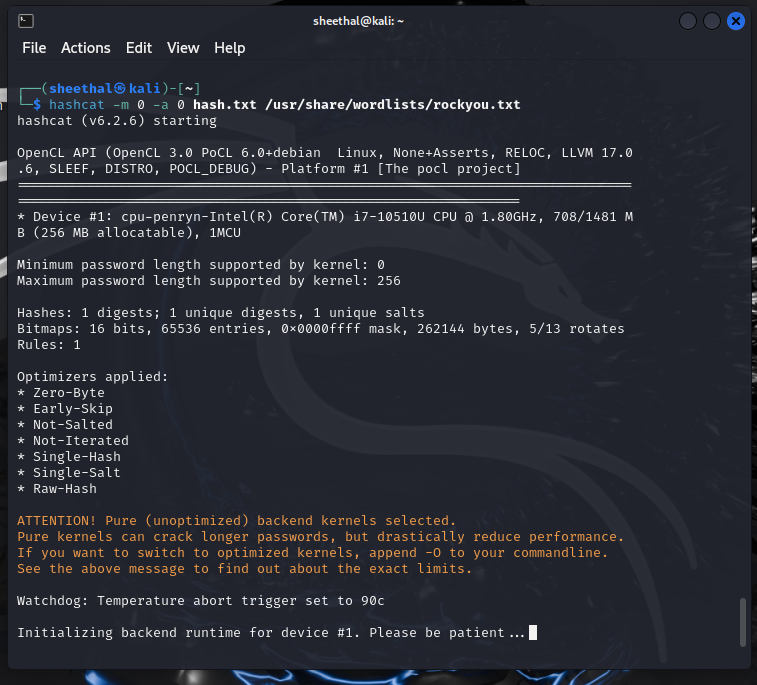 sheethal@kali: ~
File Actions Edit View Help
┌──(sheethal㉿kali)-[~]
└─$ hashcat -m 0 -a 0 hash.txt /usr/share/wordlists/rockyou.txt
hashcat (v6.2.6) starting
OpenCL API (OpenCL 3.0 PoCL 6.0+debian  Linux, None+Asserts, RELOC, LLVM 17.0
.6, SLEEF, DISTRO, POCL_DEBUG) - Platform #1 [The pocl project]
=============================================================================
===============================================================
* Device #1: cpu-penryn-Intel(R) Core(TM) i7-10510U CPU @ 1.80GHz, 708/1481 M
B (256 MB allocatable), 1MCU
Minimum password length supported by kernel: 0
Maximum password length supported by kernel: 256
Hashes: 1 digests; 1 unique digests, 1 unique salts
Bitmaps: 16 bits, 65536 entries, 0x0000ffff mask, 262144 bytes, 5/13 rotates
Rules: 1
Optimizers applied:
* Zero-Byte
* Early-Skip
* Not-Salted
* Not-Iterated
* Single-Hash
* Single-Salt
* Raw-Hash
ATTENTION! Pure (unoptimized) backend kernels selected.
Pure kernels can crack longer passwords, but drastically reduce performance.
If you want to switch to optimized kernels, append -O to your commandline.
See the above message to find out about the exact limits.
Watchdog: Temperature abort trigger set to 90c
Initializing backend runtime for device #1. Please be patient...